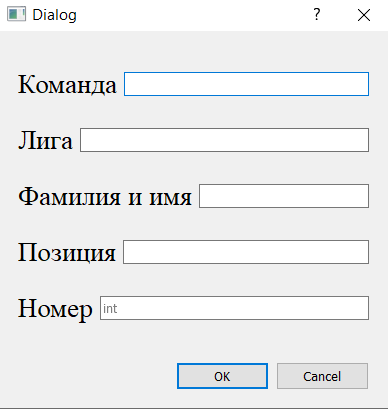 Dialog ?
Команда
Лига
Фамилия и имя
Позиция
Номер int
OK Cancel